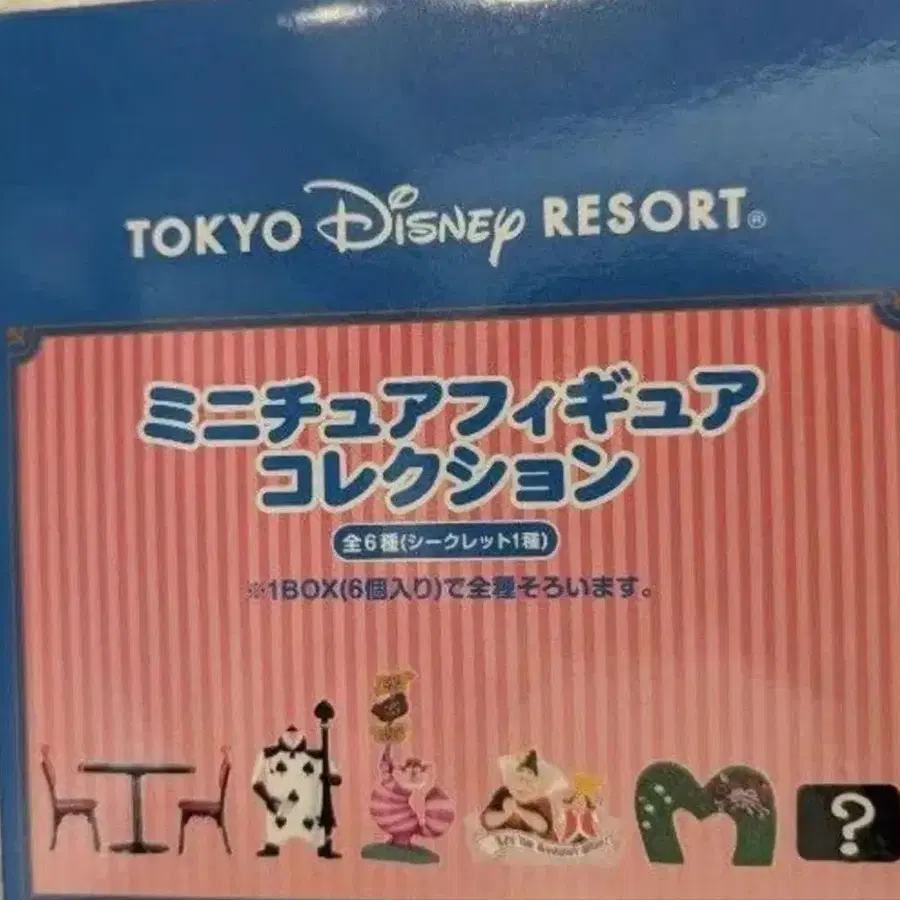 TOKYO Disney RESORT®
ミニチュアフィギュア
コレクション
全6種(シークレット1種)
※1BOX(6個入り)で全種そろいます。
?